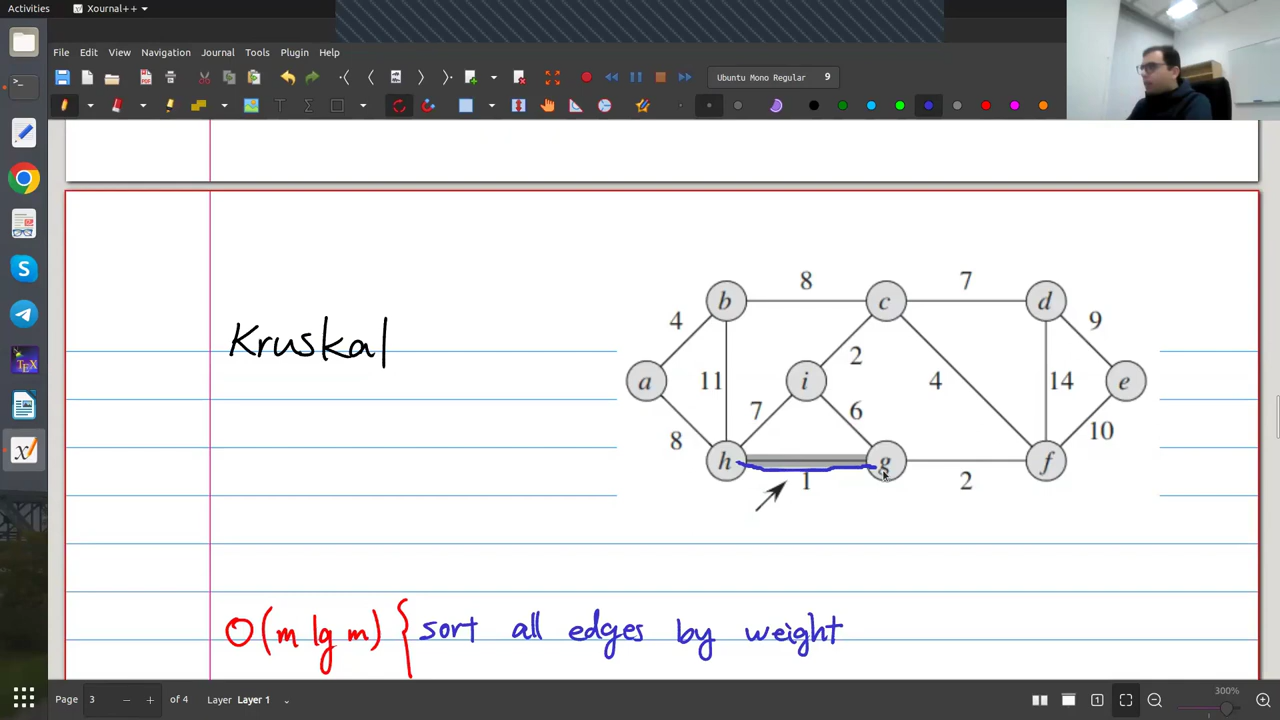 Activities Xournal++
File Edit View Navigation Journal Tools Plugin Help
Ubuntu Mono Regular 9
Kruskal
8 7
b c d
4 9
2
a 11 i 4 14 e
7 6
8 10
h g f
1 2
O(m lg m) { sort all edges by weight
Page 3 of 4 Layer Layer 1 300%